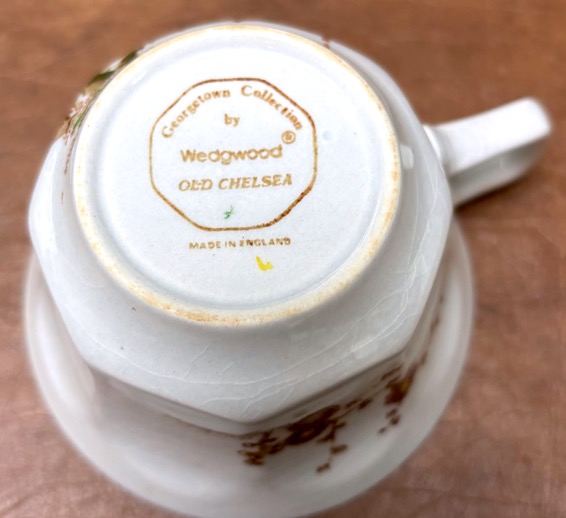 Georgetown Collection
by
Wedgwood®
OLD CHELSEA
MADE IN ENGLAND